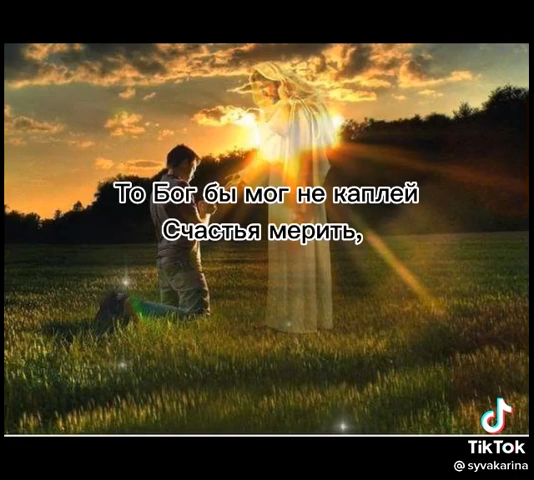 То Бог бы мог не каплей
Счастья мерить,
TikTok
@syvakarina